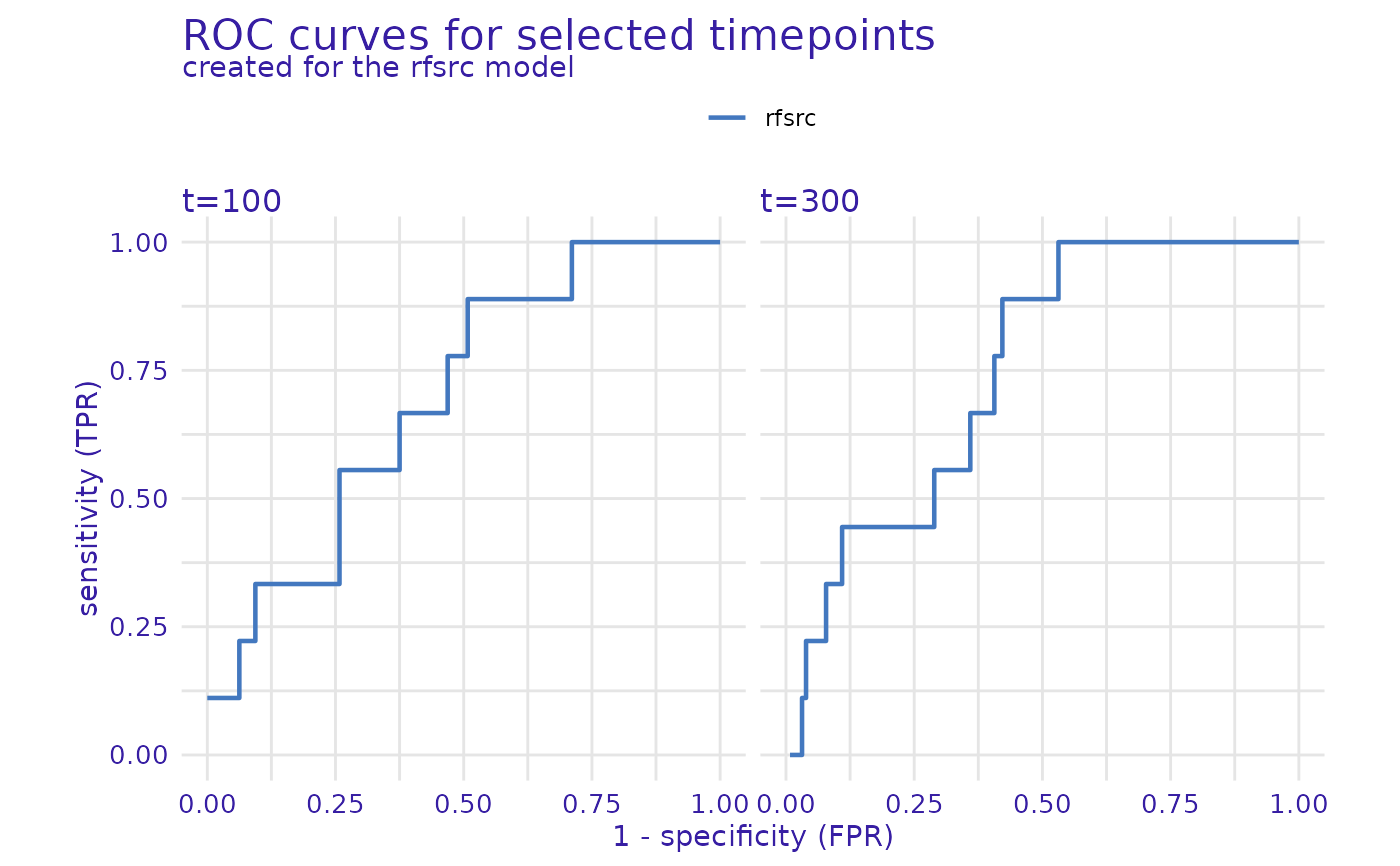 ROC curves for selected timepoints
created for the rfsrc model
rfsrc
t=100
t=300
sensitivity (TPR)
1.00
0.75
0.50
0.25
0.00
0.00 0.25 0.50 0.75 1.00 0.00 0.25 0.50 0.75 1.00
1 - specificity (FPR)